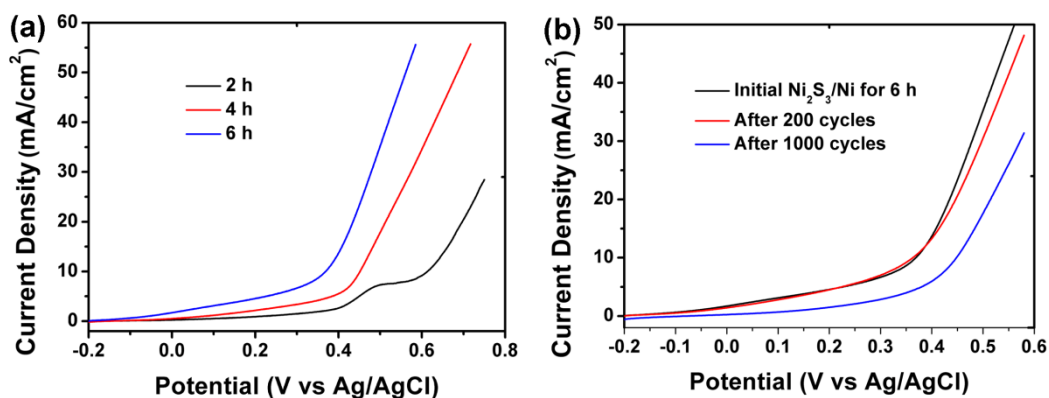 (a)
Current Density (mA/cm²)
60
50
40
30
20
10
0
2 h
4 h
6 h
-0.2 0.0 0.2 0.4 0.6 0.8
Potential (V vs Ag/AgCl)
(b)
Current Density (mA/cm²)
50
40
30
20
10
0
Initial Ni₂S₃/Ni for 6 h
After 200 cycles
After 1000 cycles
-0.2 -0.1 0.0 0.1 0.2 0.3 0.4 0.5 0.6
Potential (V vs Ag/AgCl)